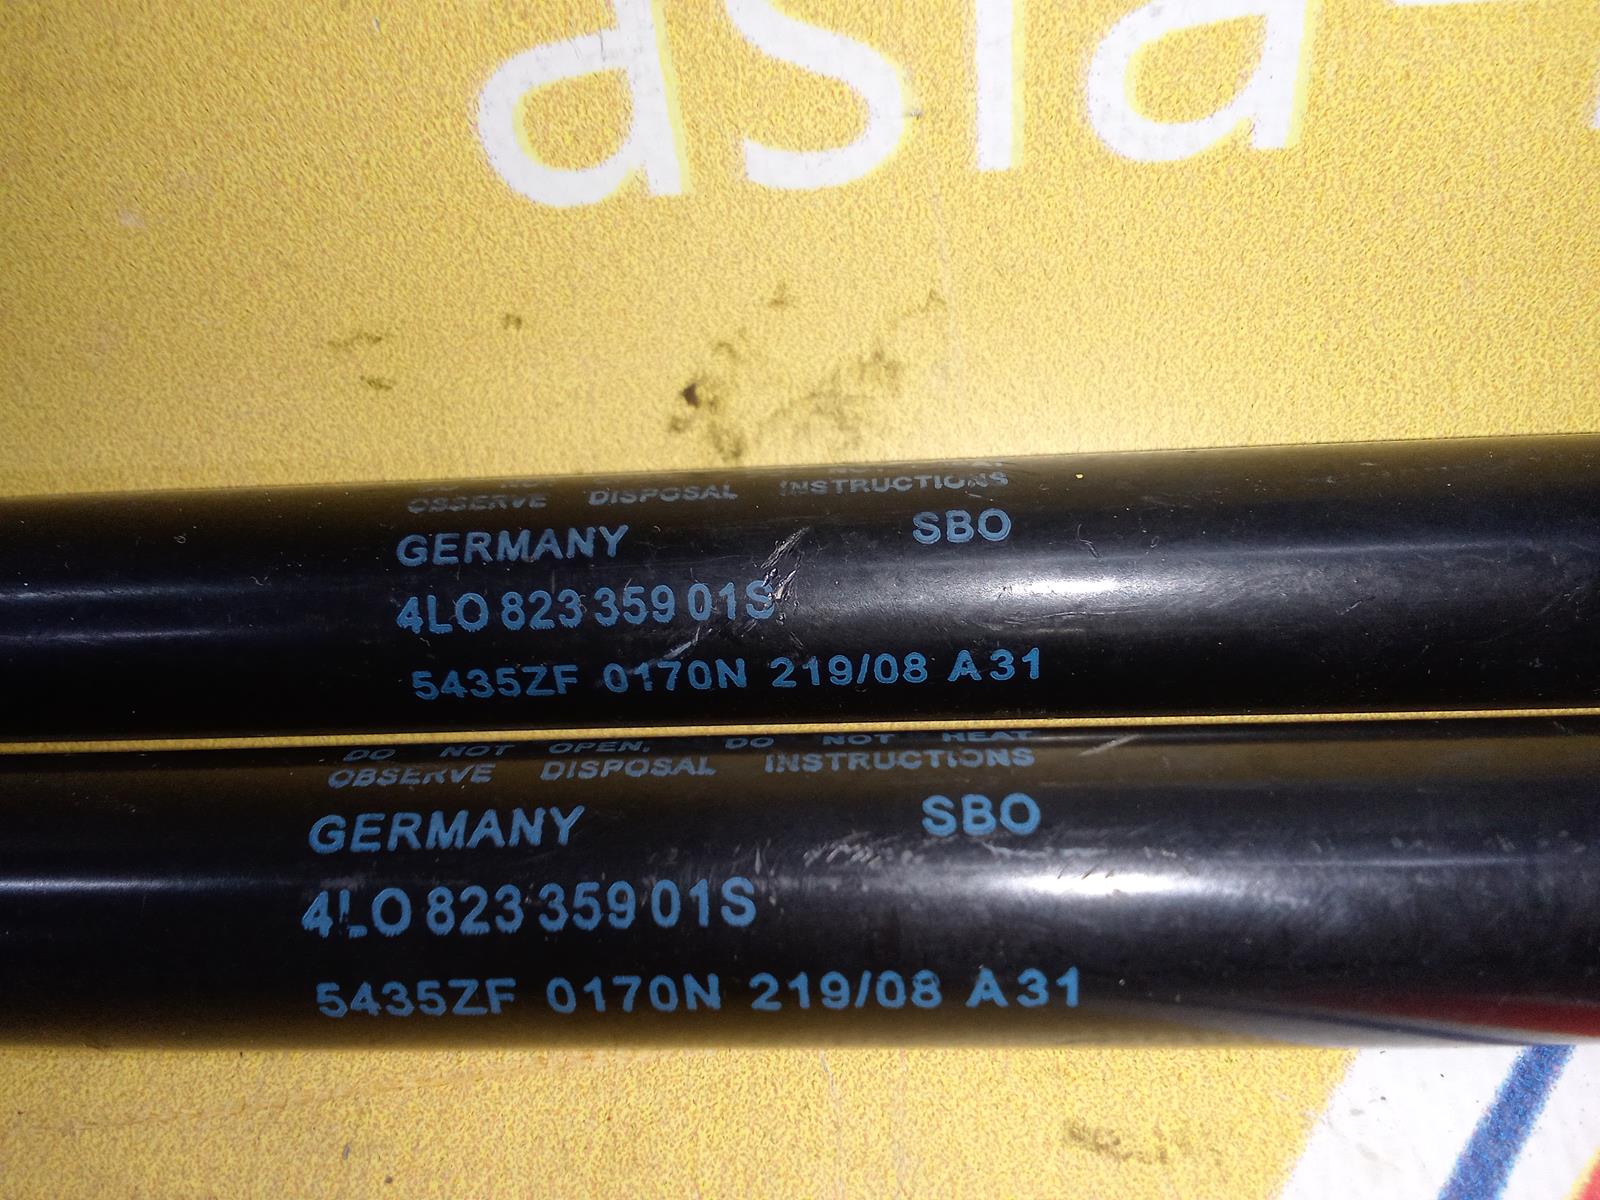 asia-
OBSERVE DISPOSAL INSTRUCTIONS
GERMANY SBO
4LO 823 359 01S
5435ZF 0170N 219/08 A31
DO NOT OPEN, DO NOT HEAT
OBSERVE DISPOSAL INSTRUCTIONS
GERMANY SBO
4LO 823 359 01S
5435ZF 0170N 219/08 A31